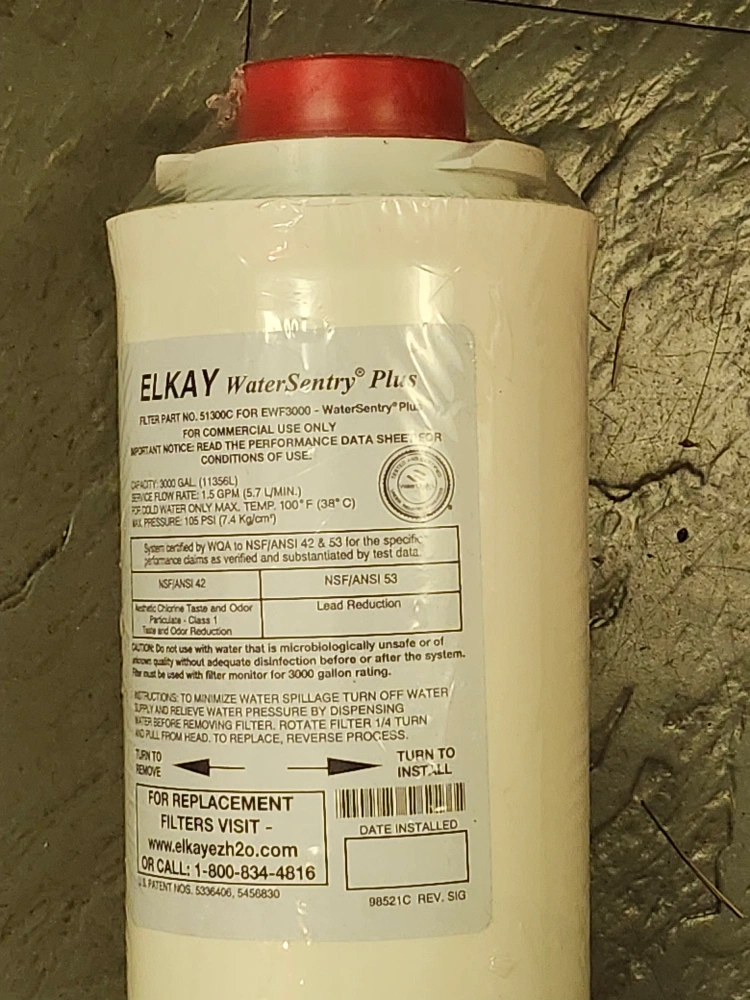 ELKAY WaterSentry® Plus
FILTER PART NO. 51300C FOR EWF3000 - WaterSentry® Plus
FOR COMMERCIAL USE ONLY
IMPORTANT NOTICE: READ THE PERFORMANCE DATA SHEET FOR
CONDITIONS OF USE.
CAPACITY: 3000 GAL. (11356L)
SERVICE FLOW RATE: 1.5 GPM (5.7 L/MIN.)
FOR COLD WATER ONLY MAX. TEMP. 100° F (38° C)
MAX. PRESSURE: 105 PSI (7.4 Kg/cm²)
System certified by WQA to NSF/ANSI 42 & 53 for the specific
performance claims as verified and substantiated by test data.
NSF/ANSI 42
NSF/ANSI 53
Aesthetic Chlorine Taste and Odor
Particulate - Class 1
Taste and Odor Reduction
Lead Reduction
CAUTION: Do not use with water that is microbiologically unsafe or of
unknown quality without adequate disinfection before or after the system.
Filter must be used with filter monitor for 3000 gallon rating.
INSTRUCTIONS: TO MINIMIZE WATER SPILLAGE TURN OFF WATER
SUPPLY AND RELIEVE WATER PRESSURE BY DISPENSING
WATER BEFORE REMOVING FILTER. ROTATE FILTER 1/4 TURN
AND PULL FROM HEAD. TO REPLACE, REVERSE PROCESS.
TURN TO
REMOVE
TURN TO
INSTALL
FOR REPLACEMENT
FILTERS VISIT -
www.elkayezh2o.com
OR CALL: 1-800-834-4816
DATE INSTALLED
U.S. PATENT NOS. 5336406, 5456830
98521C REV. SIG